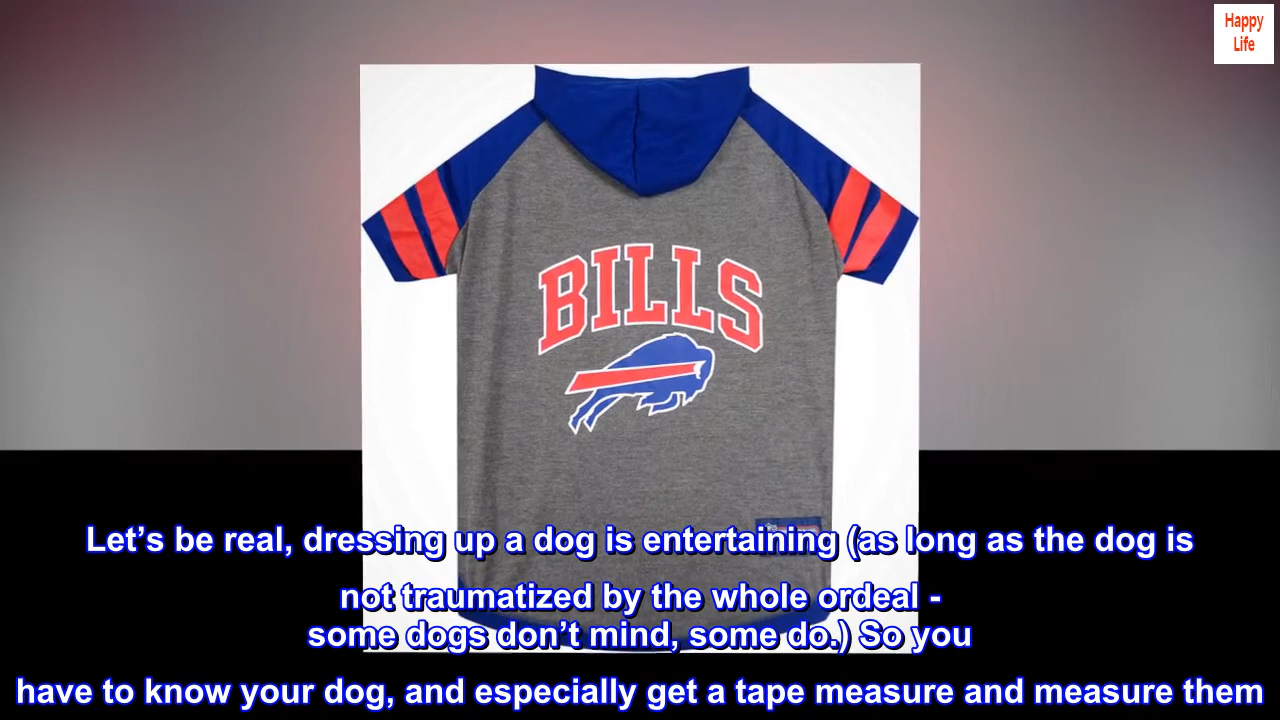 Happy
Life
BILLS
Let’s be real, dressing up a dog is entertaining (as long as the dog is
not traumatized by the whole ordeal -
some dogs don’t mind, some do.) So you
have to know your dog, and especially get a tape measure and measure them